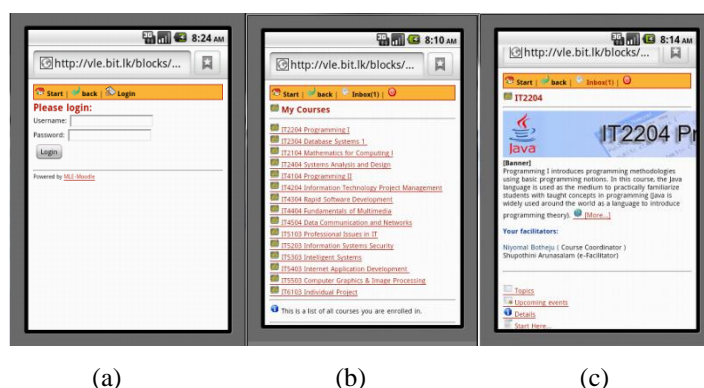 3G 8:24 AM
http://vle.bit.lk/blocks/...
Start | back | Login
Please login:
Username:
Password:
Login
Powered by MLE-Moodle
3G 8:10 AM
http://vle.bit.lk/blocks/...
Start | back | Inbox(1) |
My Courses
IT2204 Programming I
IT2304 Database Systems 1
IT2104 Mathematics for Computing I
IT2404 Systems Analysis and Design
IT4104 Programming II
IT4204 Information Technology Project Management
IT4304 Rapid Software Development
IT4404 Fundamentals of Multimedia
IT4504 Data Communication and Networks
IT5103 Professional Issues in IT
IT5203 Information Systems Security
IT5303 Intelligent Systems
IT5403 Internet Application Development
IT5503 Computer Graphics & Image Processing
IT6103 Individual Project
This is a list of all courses you are enrolled in.
3G 8:14 AM
http://vle.bit.lk/blocks/...
Start | back | Inbox(1) |
IT2204
Java
IT2204 Pr
[Banner]
Programming I introduces programming methodologies
using basic programming notions. In this course, the Java
language is used as the medium to practically familiarize
students with taught concepts in programming (Java is
widely used around the world as a language to introduce
programming theory). [More...]
Your facilitators:
Niyomal Botheju ( Course Coordinator )
Shupothini Arunasalam (e-Facilitator)
Topics
Upcoming events
Details
Start Here...
(a) (b) (c)